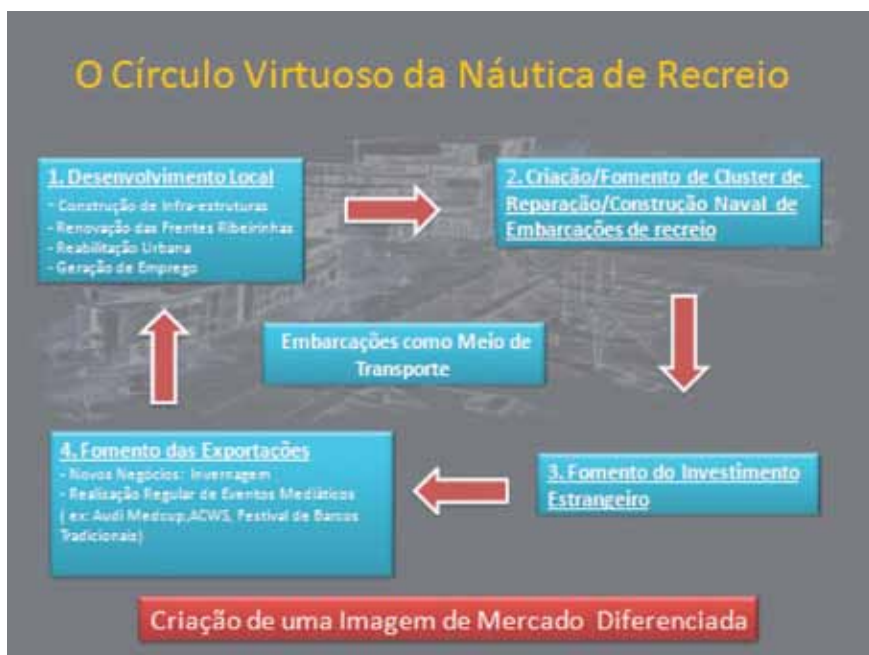 O Círculo Virtuoso da Náutica de Recreio
1. Desenvolvimento Local
- Construção de Infra-estruturas
- Renovação das Frentes Ribeirinhas
- Reabilitação Urbana
- Geração de Emprego
2. Criação/Fomento de Cluster de
Reparação/Construção Naval de
Embarcações de recreio
Embarcações como Meio de
Transporte
3. Fomento do Investimento
Estrangeiro
4. Fomento das Exportações
- Novos Negócios: Invernagem
- Realisação Regular de Eventos Mediáticos
( ex: Audi Medcup,ACWS, Festival de Barcos
Tradicionais)
Criação de uma Imagem de Mercado Diferenciada